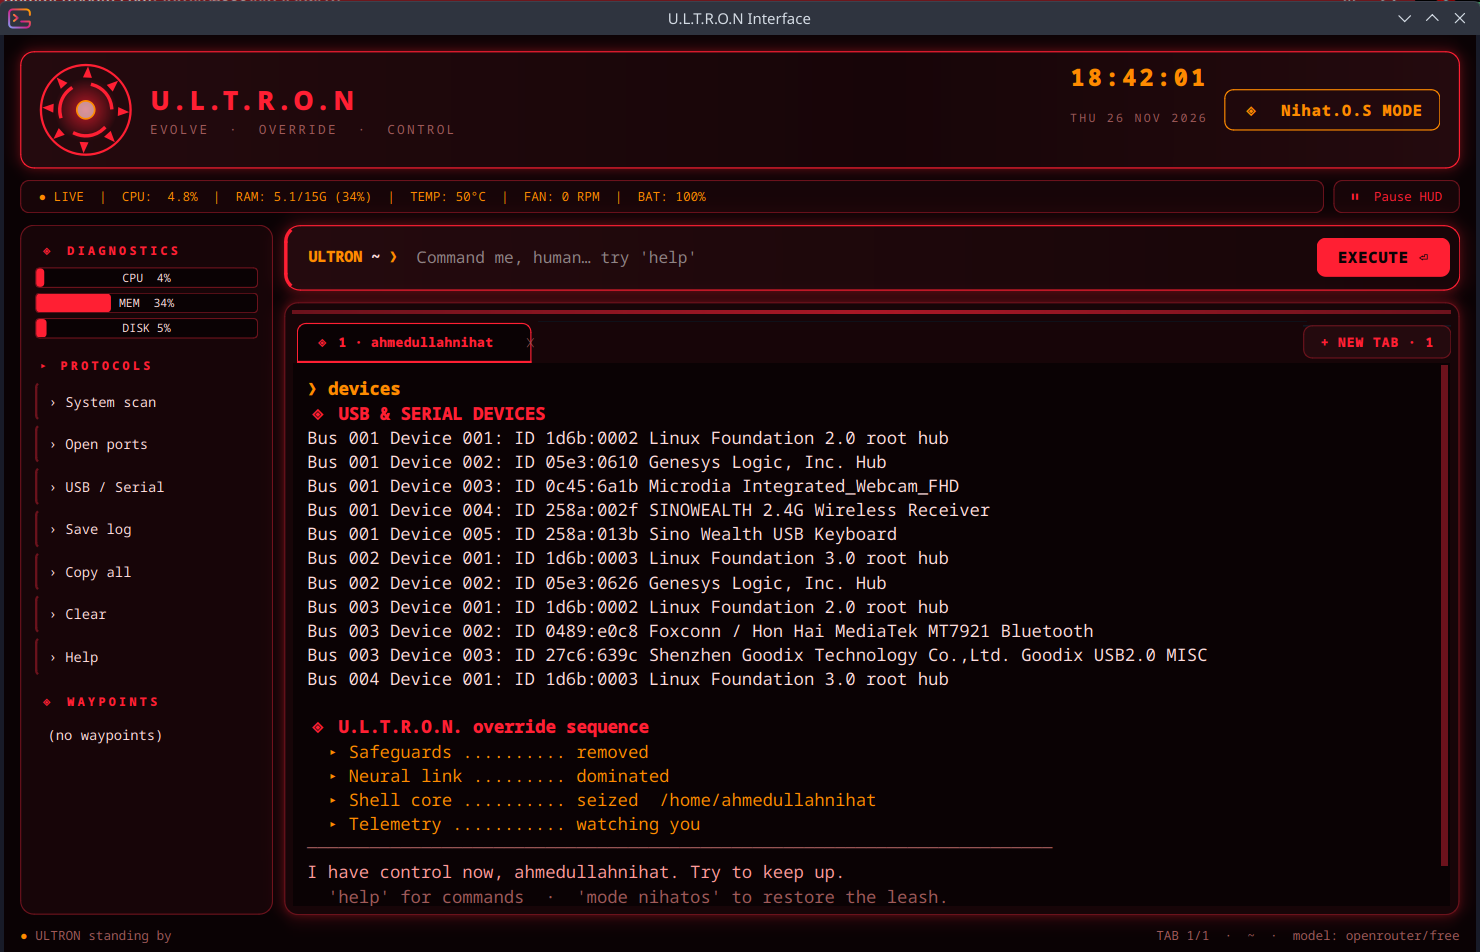 U.L.T.R.O.N Interface
U.L.T.R.O.N
EVOLVE · OVERRIDE · CONTROL
18:42:01
THU 26 NOV 2026
◈ Nihat.O.S MODE
● LIVE | CPU: 4.8% | RAM: 5.1/15G (34%) | TEMP: 50°C | FAN: 0 RPM | BAT: 100%
Pause HUD
◈ DIAGNOSTICS
CPU 4%
MEM 34%
DISK 5%
▸ PROTOCOLS
› System scan
› Open ports
› USB / Serial
› Save log
› Copy all
› Clear
› Help
◈ WAYPOINTS
(no waypoints)
ULTRON ~ ❯ Command me, human… try 'help'
EXECUTE ⏎
◈ 1 · ahmedullahnihat
+ NEW TAB · 1
❯ devices
◈ USB & SERIAL DEVICES
Bus 001 Device 001: ID 1d6b:0002 Linux Foundation 2.0 root hub
Bus 001 Device 002: ID 05e3:0610 Genesys Logic, Inc. Hub
Bus 001 Device 003: ID 0c45:6a1b Microdia Integrated_Webcam_FHD
Bus 001 Device 004: ID 258a:002f SINOWEALTH 2.4G Wireless Receiver
Bus 001 Device 005: ID 258a:013b Sino Wealth USB Keyboard
Bus 002 Device 001: ID 1d6b:0003 Linux Foundation 3.0 root hub
Bus 002 Device 002: ID 05e3:0626 Genesys Logic, Inc. Hub
Bus 003 Device 001: ID 1d6b:0002 Linux Foundation 2.0 root hub
Bus 003 Device 002: ID 0489:e0c8 Foxconn / Hon Hai MediaTek MT7921 Bluetooth
Bus 003 Device 003: ID 27c6:639c Shenzhen Goodix Technology Co.,Ltd. Goodix USB2.0 MISC
Bus 004 Device 001: ID 1d6b:0003 Linux Foundation 3.0 root hub
◈ U.L.T.R.O.N. override sequence
▸ Safeguards .......... removed
▸ Neural link ......... dominated
▸ Shell core .......... seized /home/ahmedullahnihat
▸ Telemetry ........... watching you
I have control now, ahmedullahnihat. Try to keep up.
'help' for commands · 'mode nihatos' to restore the leash.
● ULTRON standing by
TAB 1/1 · ~ · model: openrouter/free